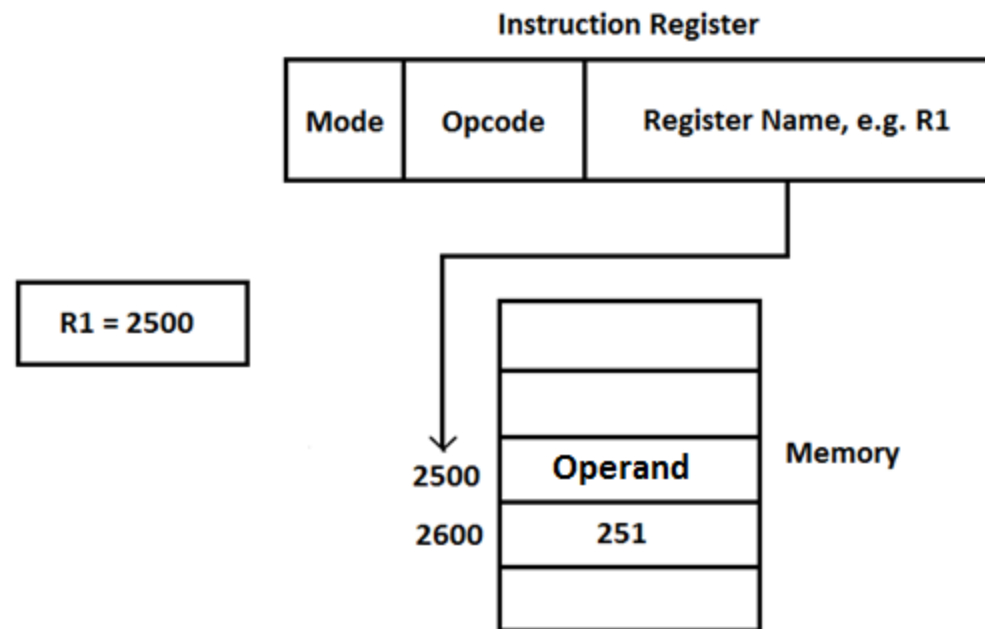 Instruction Register
Mode
Opcode
Register Name, e.g. R1
R1 = 2500
2500
Operand
Memory
2600
251